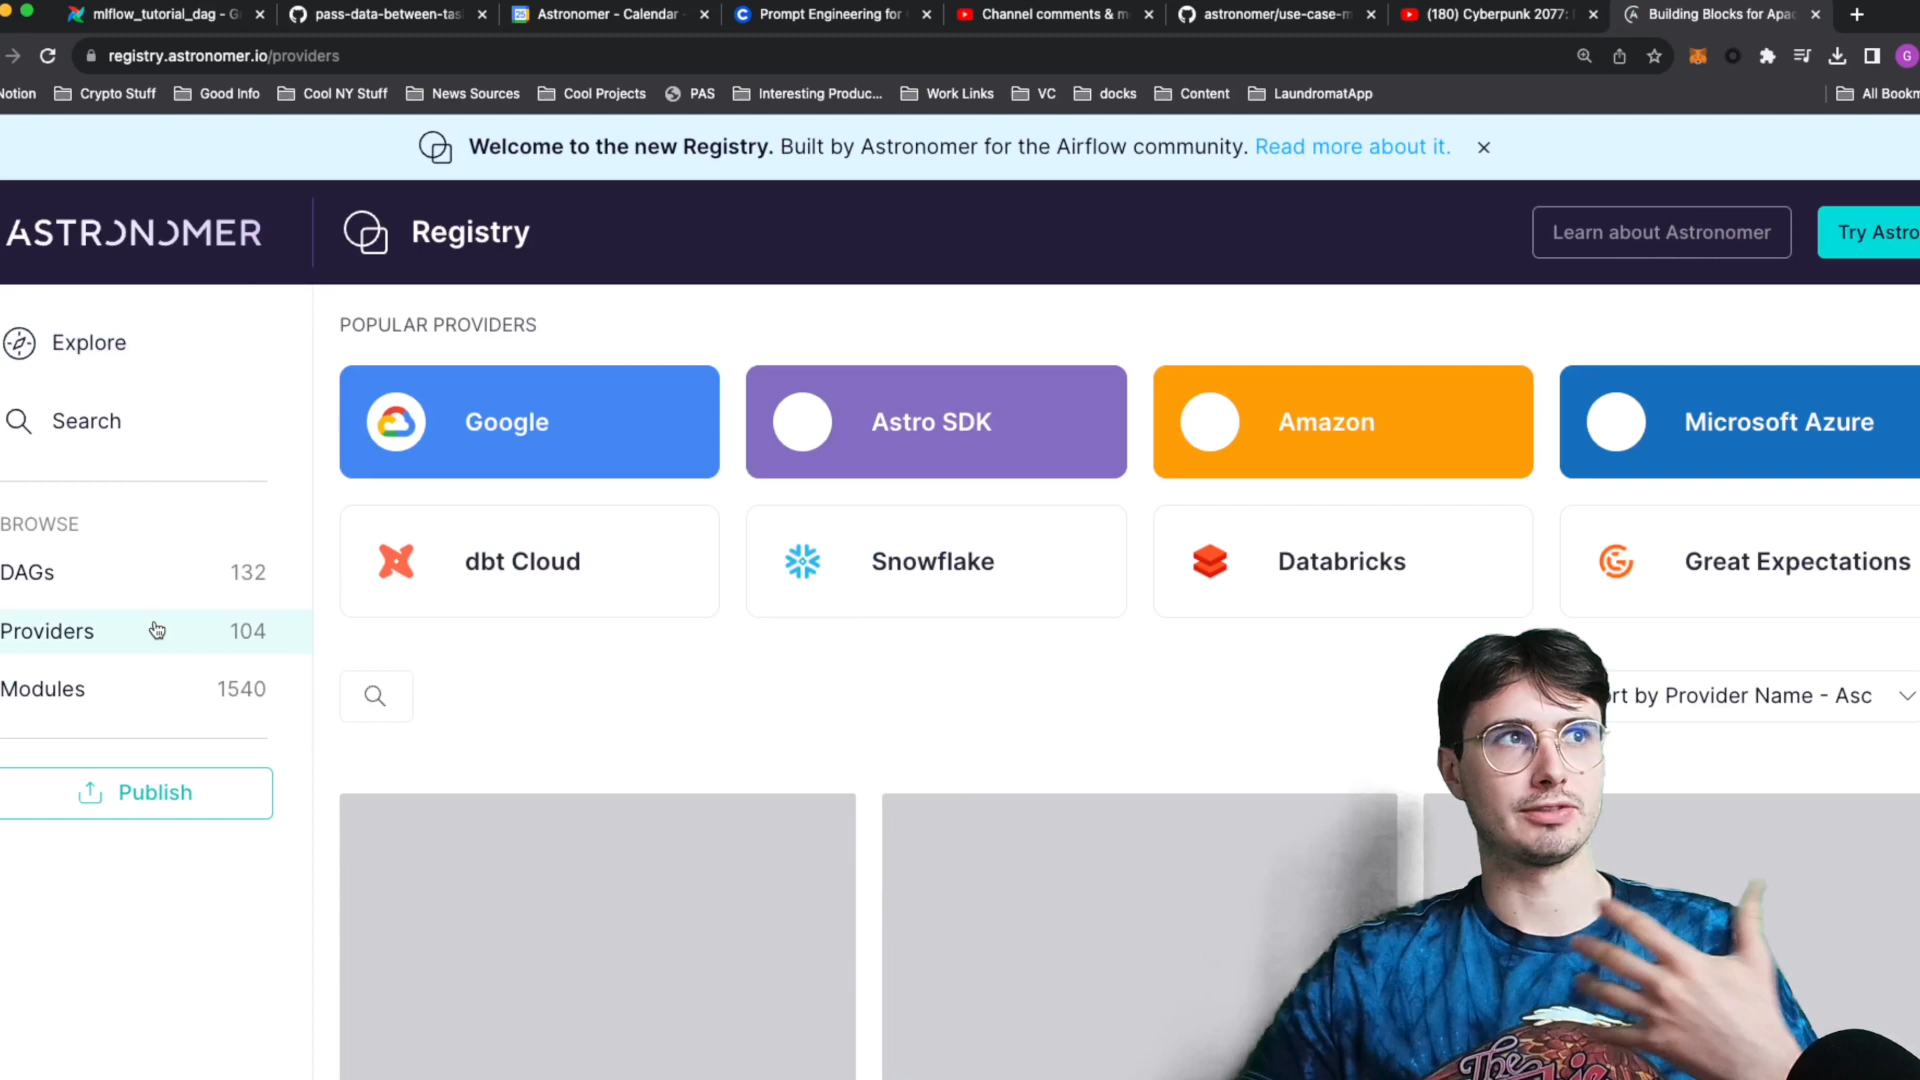 mlflow_tutorial_dag - G
pass-data-between-tas
Astronomer - Calendar
Prompt Engineering for
Channel comments & m
astronomer/use-case-m
(180) Cyberpunk 2077:
Building Blocks for Apac
registry.astronomer.io/providers
G
Notion
Crypto Stuff
Good Info
Cool NY Stuff
News Sources
Cool Projects
PAS
Interesting Produc...
Work Links
VC
docks
Content
LaundromatApp
All Bookm
Welcome to the new Registry. Built by Astronomer for the Airflow community. Read more about it.
ASTRONOMER
Registry
Learn about Astronomer
Try Astro
Explore
Search
BROWSE
DAGs 132
Providers 104
Modules 1540
Publish
POPULAR PROVIDERS
Google
Astro SDK
Amazon
Microsoft Azure
dbt Cloud
Snowflake
Databricks
Great Expectations
ort by Provider Name - Asc
The